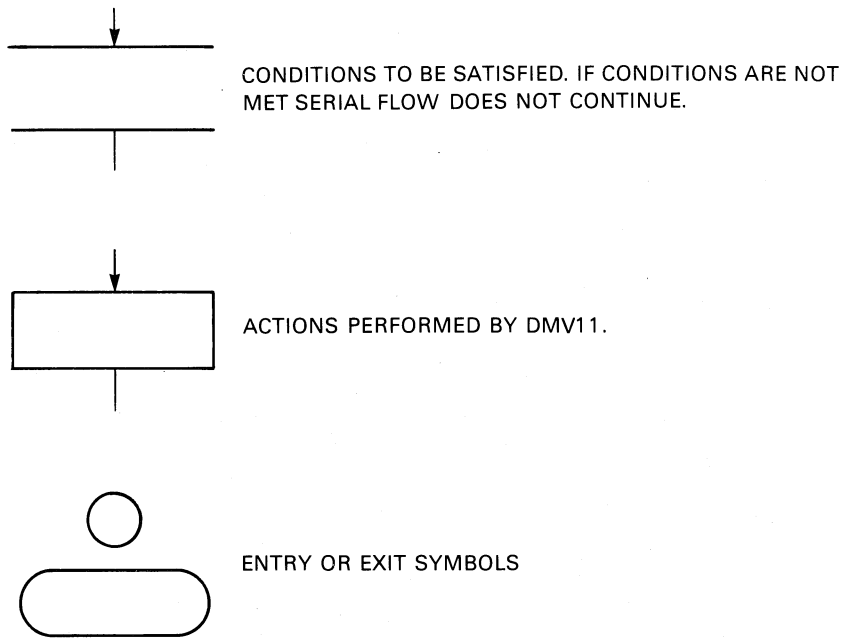 CONDITIONS TO BE SATISFIED. IF CONDITIONS ARE NOT
MET SERIAL FLOW DOES NOT CONTINUE.
ACTIONS PERFORMED BY DMV11.
ENTRY OR EXIT SYMBOLS